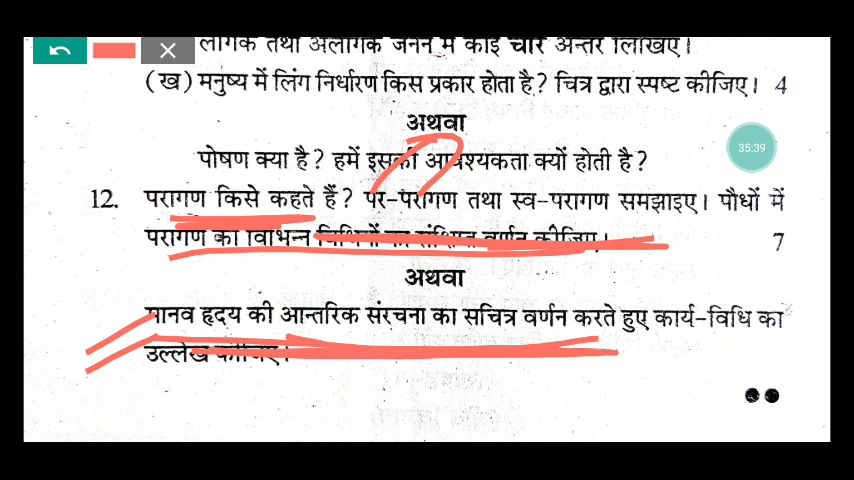 लैंगिक तथा अलैंगिक जनन में कोई चार अन्तर लिखिए।
(ख) मनुष्य में लिंग निर्धारण किस प्रकार होता है? चित्र द्वारा स्पष्ट कीजिए। 4
अथवा
35:39
पोषण क्या है? हमें इसकी आवश्यकता क्यों होती है?
12. परागण किसे कहते हैं? पर-परागण तथा स्व-परागण समझाइए। पौधों में
परागण की विभिन्न विधियों का संक्षिप्त वर्णन कीजिए। 7
अथवा
मानव हृदय की आन्तरिक संरचना का सचित्र वर्णन करते हुए कार्य-विधि का
उल्लेख कीजिए।